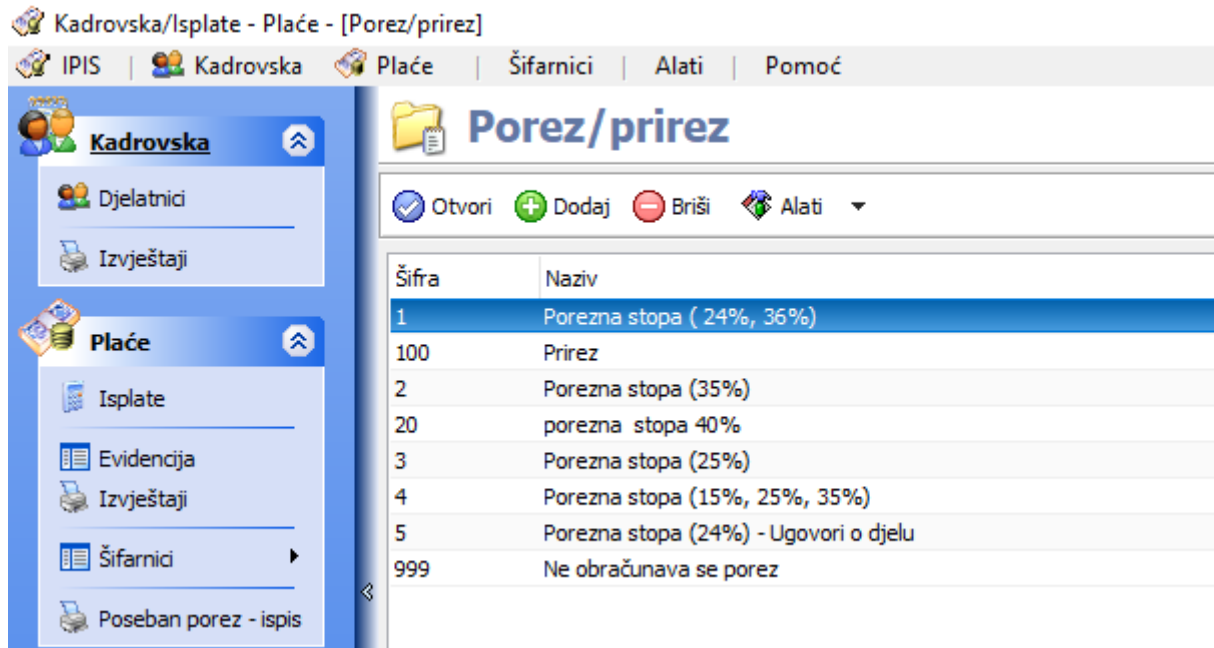 Kadrovska/Isplate - Plaće - [Porez/prirez]
IPIS | Kadrovska Plaće | Šifarnici | Alati | Pomoć
Kadrovska
Djelatnici
Izvještaji
Plaće
Isplate
Evidencija
Izvještaji
Šifarnici
Poseban porez - ispis
Porez/prirez
Otvori Dodaj Briši Alati
Šifra Naziv
1 Porezna stopa ( 24%, 36%)
100 Prirez
2 Porezna stopa (35%)
20 porezna  stopa 40%
3 Porezna stopa (25%)
4 Porezna stopa (15%, 25%, 35%)
5 Porezna stopa (24%) - Ugovori o djelu
999 Ne obračunava se porez